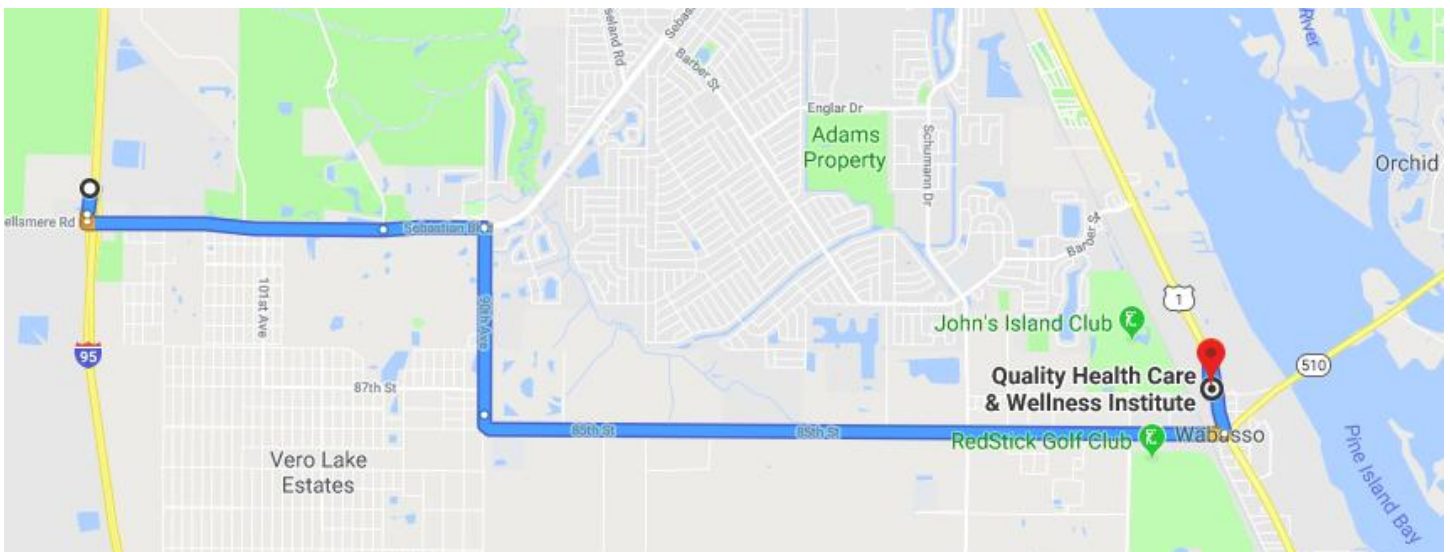 River
Barber St
Englar Dr
Adams
Property
Schumann Dr
Orchid
ellsmere Rd
101st Ave
90th Ave
Barber St
1
John's Island Club
95
510
87th St
Quality Health Care
& Wellness Institute
85th St
85th St
RedStick Golf Club
Wabasso
Vero Lake
Estates
Pine Island Bay